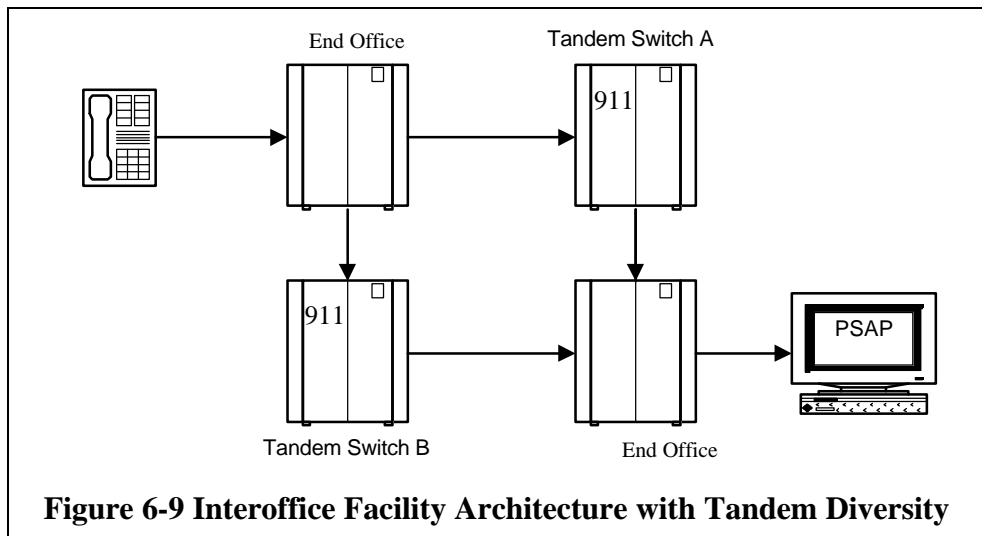 End Office
Tandem Switch A
911
911
PSAP
Tandem Switch B
End Office
Figure 6-9 Interoffice Facility Architecture with Tandem Diversity